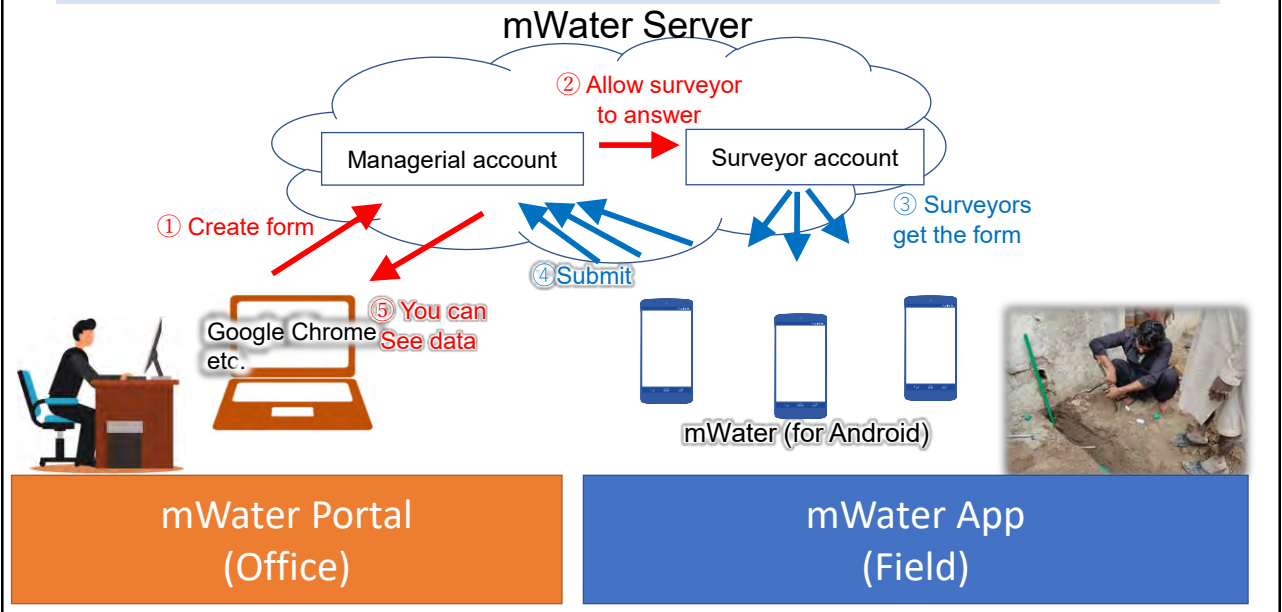 mWater Server
② Allow surveyor
to answer
Managerial account
Surveyor account
① Create form
③ Surveyors
get the form
④Submit
⑤ You can
See data
Google Chrome
etc.
mWater (for Android)
mWater Portal
(Office)
mWater App
(Field)